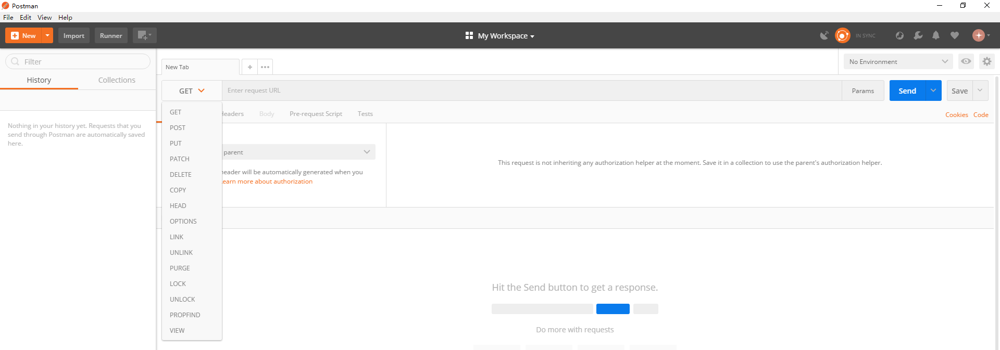 Postman
File Edit View Help
New Import Runner My Workspace IN SYNC
Filter
History Collections
Nothing in your history yet. Requests that you
send through Postman are automatically saved
here.
New Tab + •••
No Environment
GET Enter request URL Params Send Save
Headers Body Pre-request Script Tests Cookies Code
GET
POST
PUT
PATCH
DELETE
COPY
HEAD
OPTIONS
LINK
UNLINK
PURGE
LOCK
UNLOCK
PROPFIND
VIEW
parent
header will be automatically generated when you
Learn more about authorization
This request is not inheriting any authorization helper at the moment. Save it in a collection to use the parent's authorization helper.
Hit the Send button to get a response.
Do more with requests